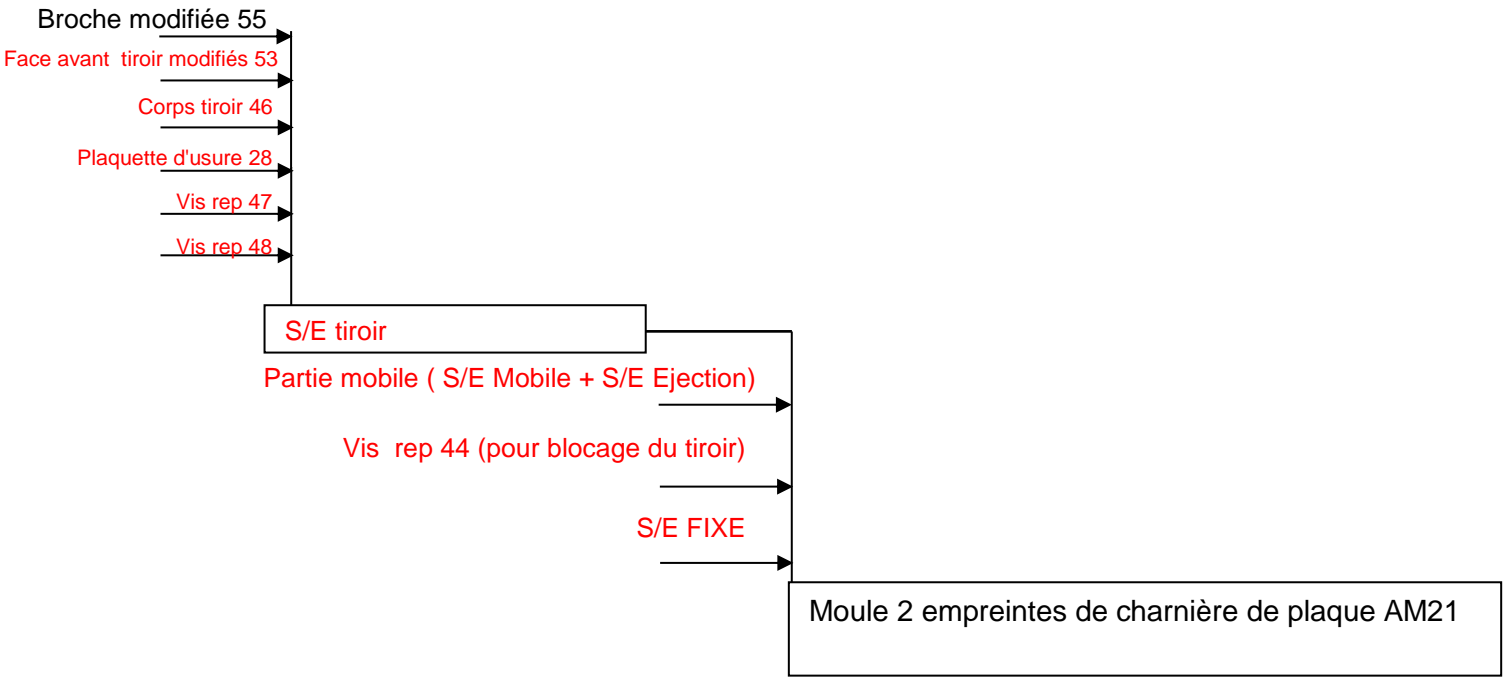 Broche modifiée 55
Face avant tiroir modifiés 53
Corps tiroir 46
Plaquette d'usure 28
Vis rep 47
Vis rep 48
S/E tiroir
Partie mobile ( S/E Mobile + S/E Ejection)
Vis rep 44 (pour blocage du tiroir)
S/E FIXE
Moule 2 empreintes de charnière de plaque AM21